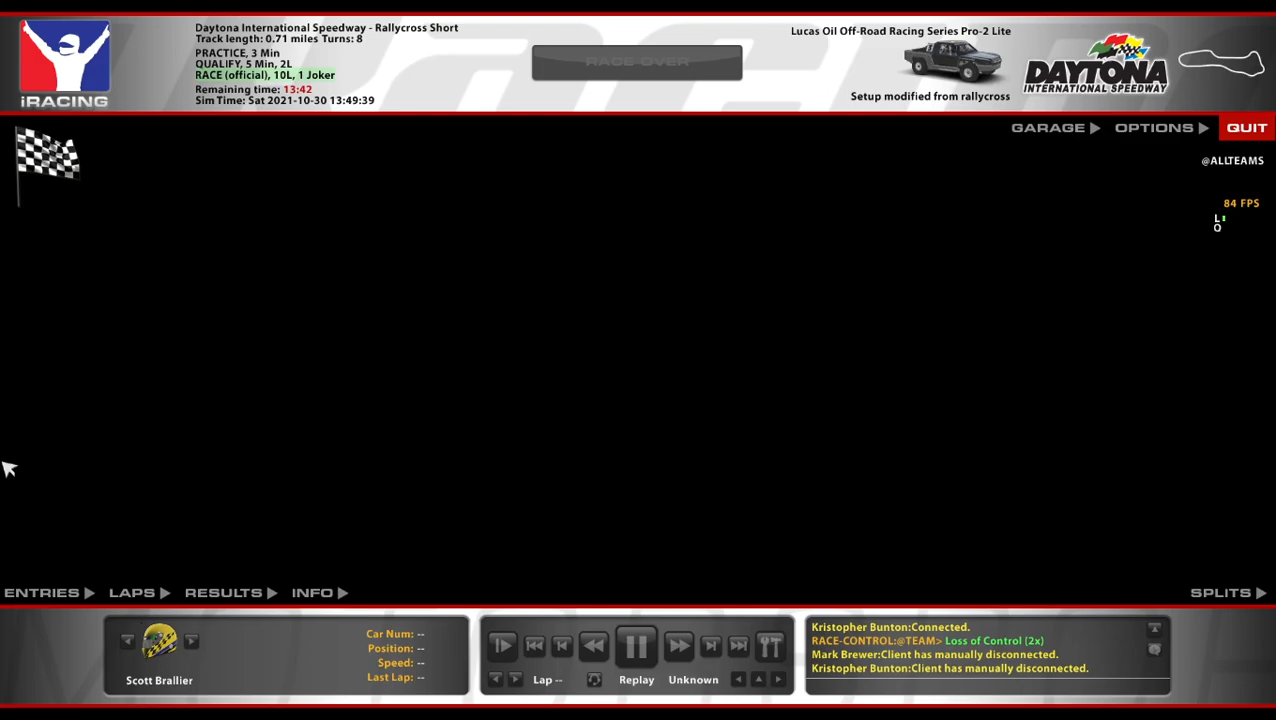 iRACING
Daytona International Speedway - Rallycross Short
Track length: 0.71 miles Turns: 8
PRACTICE, 3 Min
QUALIFY, 5 Min, 2L
RACE (official), 10L, 1 Joker
Remaining time: 13:42
Sim Time: Sat 2021-10-30 13:49:39
RACE OVER
Lucas Oil Off-Road Racing Series Pro-2 Lite
Setup modified from rallycross
DAYTONA
INTERNATIONAL SPEEDWAY
GARAGE
OPTIONS
QUIT
@ALLTEAMS
84 FPS
L
Q
ENTRIES
LAPS
RESULTS
INFO
SPLITS
Scott Brallier
Car Num: --
Position: --
Speed: --
Last Lap: --
Lap --
Replay
Unknown
Kristopher Bunton:Connected.
RACE-CONTROL:@TEAM> Loss of Control (2x)
Mark Brewer:Client has manually disconnected.
Kristopher Bunton:Client has manually disconnected.